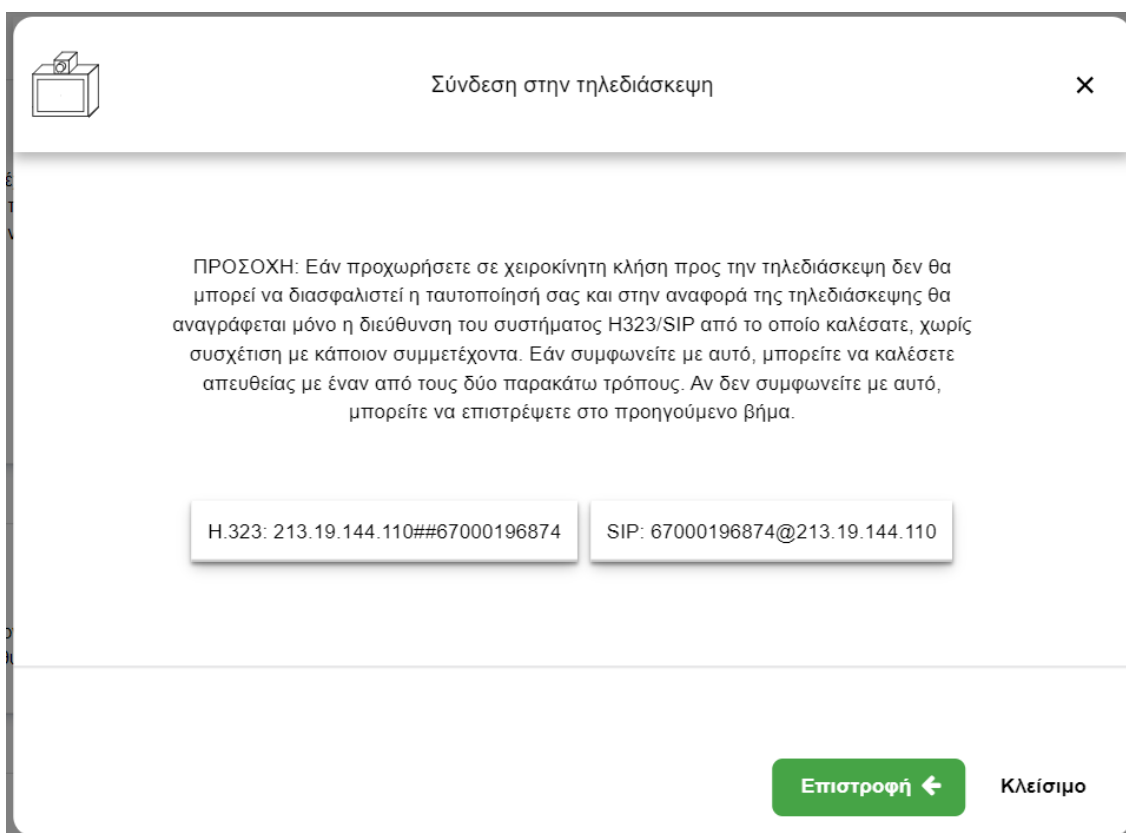 Σύνδεση στην τηλεδιάσκεψη
ΠΡΟΣΟΧΗ: Εάν προχωρήσετε σε χειροκίνητη κλήση προς την τηλεδιάσκεψη δεν θα
μπορεί να διασφαλιστεί η ταυτοποίησή σας και στην αναφορά της τηλεδιάσκεψης θα
αναγράφεται μόνο η διεύθυνση του συστήματος H323/SIP από το οποίο καλέσατε, χωρίς
συσχέτιση με κάποιον συμμετέχοντα. Εάν συμφωνείτε με αυτό, μπορείτε να καλέσετε
απευθείας με έναν από τους δύο παρακάτω τρόπους. Αν δεν συμφωνείτε με αυτό,
μπορείτε να επιστρέψετε στο προηγούμενο βήμα.
H.323: 213.19.144.110##67000196874
SIP: 67000196874@213.19.144.110
Επιστροφή
Κλείσιμο